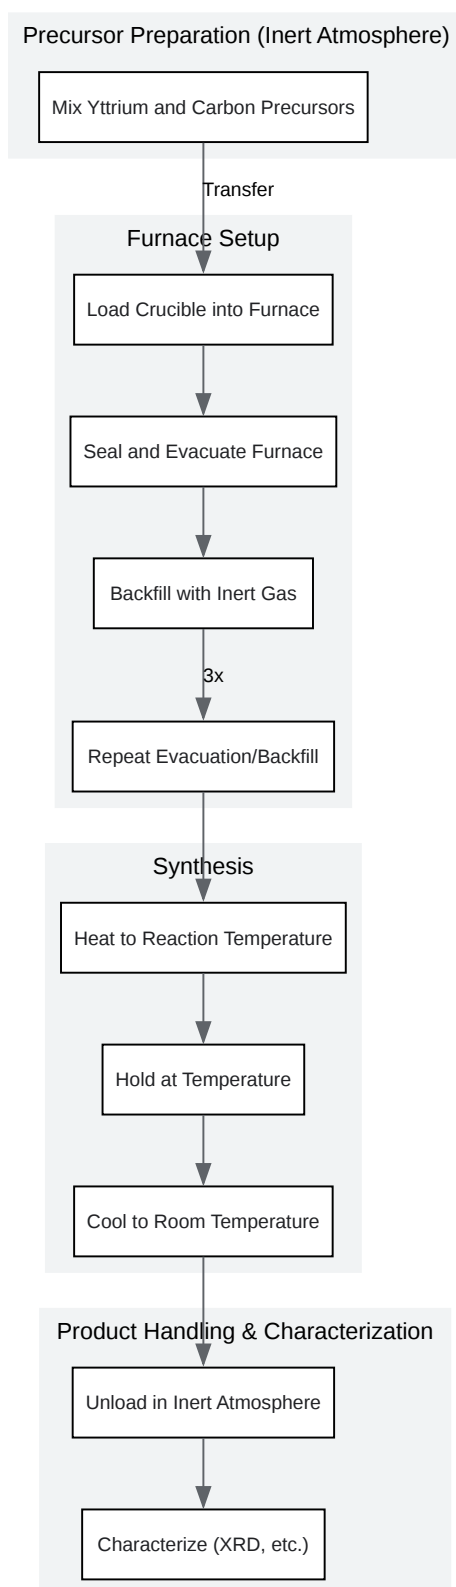 Precursor Preparation (Inert Atmosphere)
Mix Yttrium and Carbon Precursors
Transfer
Furnace Setup
Load Crucible into Furnace
Seal and Evacuate Furnace
Backfill with Inert Gas
3x
Repeat Evacuation/Backfill
Synthesis
Heat to Reaction Temperature
Hold at Temperature
Cool to Room Temperature
Product Handling & Characterization
Unload in Inert Atmosphere
Characterize (XRD, etc.)